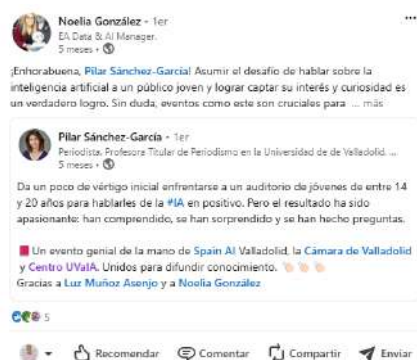 Noelia González • 1er
EA Data & AI Manager.
5 meses •
¡Enhorabuena, Pilar Sánchez-García! Asumir el desafío de hablar sobre la
inteligencia artificial a un público joven y lograr captar su interés y curiosidad es
un verdadero logro. Sin duda, eventos como este son cruciales para ... más
Pilar Sánchez-García • 1er
Periodista. Profesora Titular de Periodismo en la Universidad de de Valladolid. ...
5 meses •
Da un poco de vértigo inicial enfrentarse a un auditorio de jóvenes de entre 14
y 20 años para hablarles de la #IA en positivo. Pero el resultado ha sido
apasionante: han comprendido, se han sorprendido y se han hecho preguntas.
Un evento genial de la mano de Spain AI Valladolid, la Cámara de Valladolid
y Centro UVaIA. Unidos para difundir conocimiento.
Gracias a Luz Muñoz Asenjo y a Noelia González
5
Recomendar Comentar Compartir Enviar